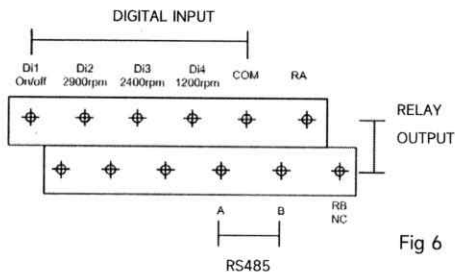 DIGITAL INPUT
Di1 Di2 Di3 Di4 COM RA
On/off 2900rpm 2400rpm 1200rpm
RELAY
OUTPUT
A B RB
NC
RS485
Fig 6